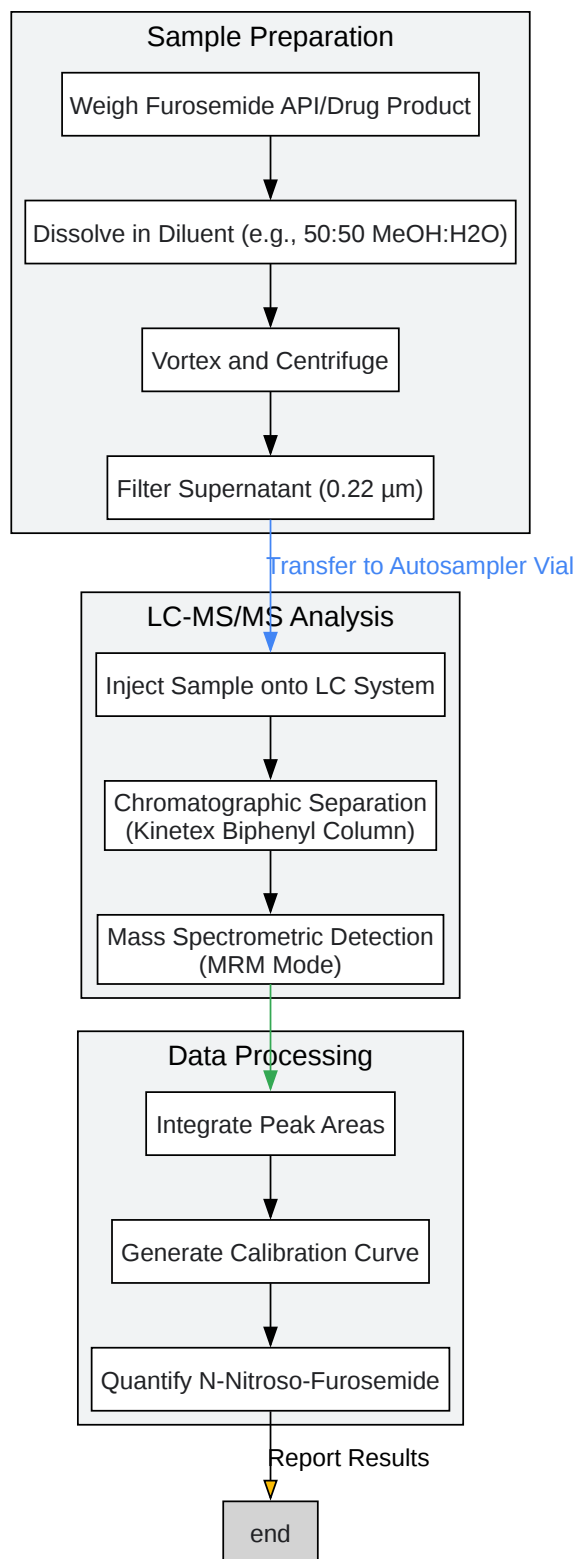 Sample Preparation
Weigh Furosemide API/Drug Product
Dissolve in Diluent (e.g., 50:50 MeOH:H2O)
Vortex and Centrifuge
Filter Supernatant (0.22 µm)
Transfer to Autosampler Vial
LC-MS/MS Analysis
Inject Sample onto LC System
Chromatographic Separation
(Kinetex Biphenyl Column)
Mass Spectrometric Detection
(MRM Mode)
Data Processing
Integrate Peak Areas
Generate Calibration Curve
Quantify N-Nitroso-Furosemide
Report Results
end